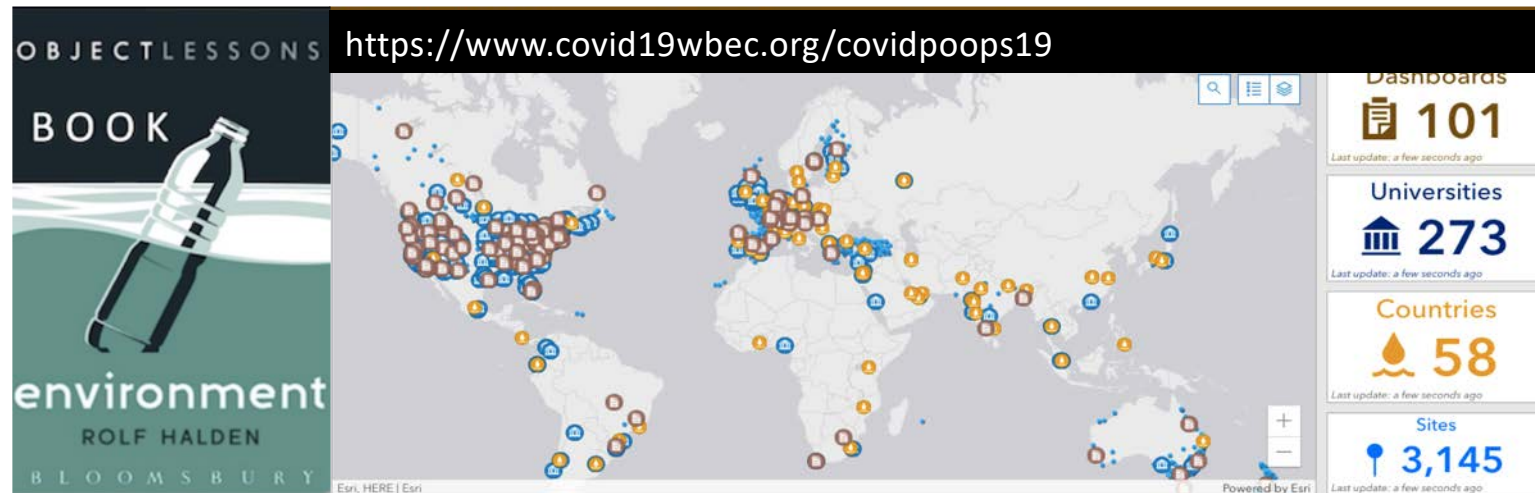 OBJECTLESSONS
BOOK
environment
ROLF HALDEN
BLOOMSBURY
https://www.covid19wbec.org/covidpoops19
Esri, HERE | Esri
Powered by Esri
Dashboards
101
Last update: a few seconds ago
Universities
273
Last update: a few seconds ago
Countries
58
Last update: a few seconds ago
Sites
3,145
Last update: a few seconds ago